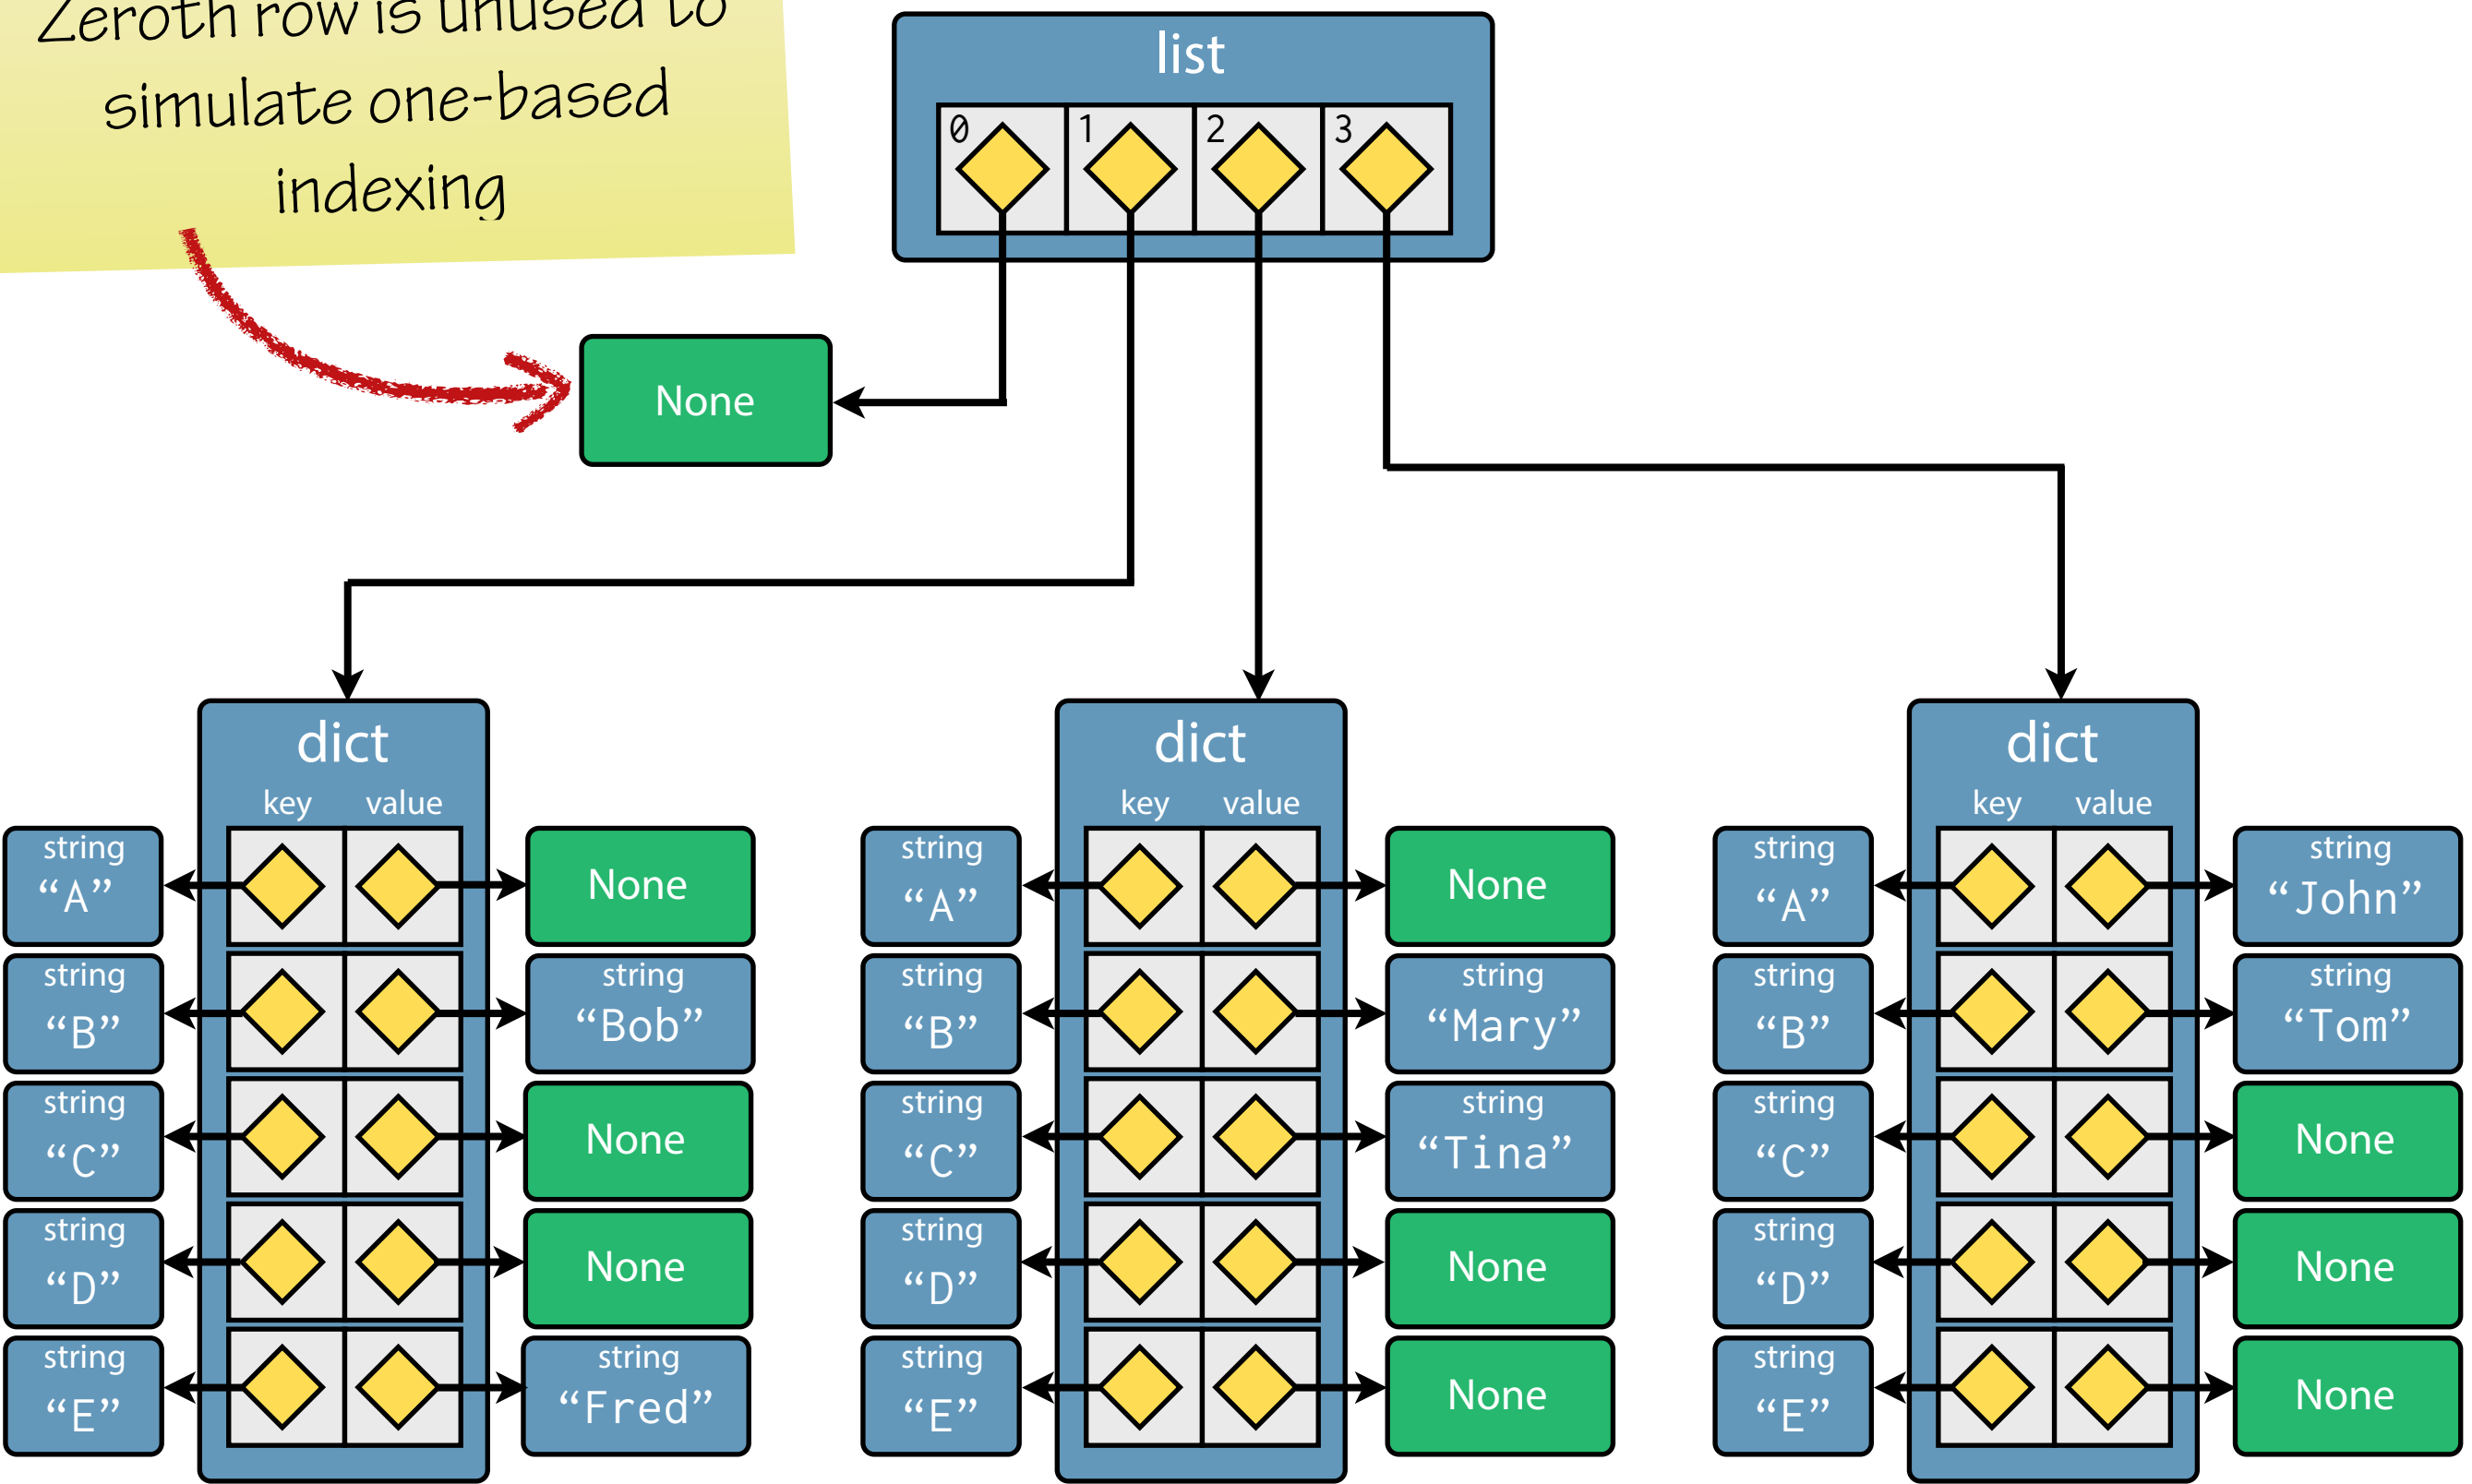 Zeroth row is unused to
simulate one-based
indexing
list
0 1 2 3
None
dict
key value
string
“A”
None
string
“B”
string
“Bob”
string
“C”
None
string
“D”
None
string
“E”
string
“Fred”
dict
key value
string
“A”
None
string
“B”
string
“Mary”
string
“C”
string
“Tina”
string
“D”
None
string
“E”
None
dict
key value
string
“A”
string
“John”
string
“B”
string
“Tom”
string
“C”
None
string
“D”
None
string
“E”
None